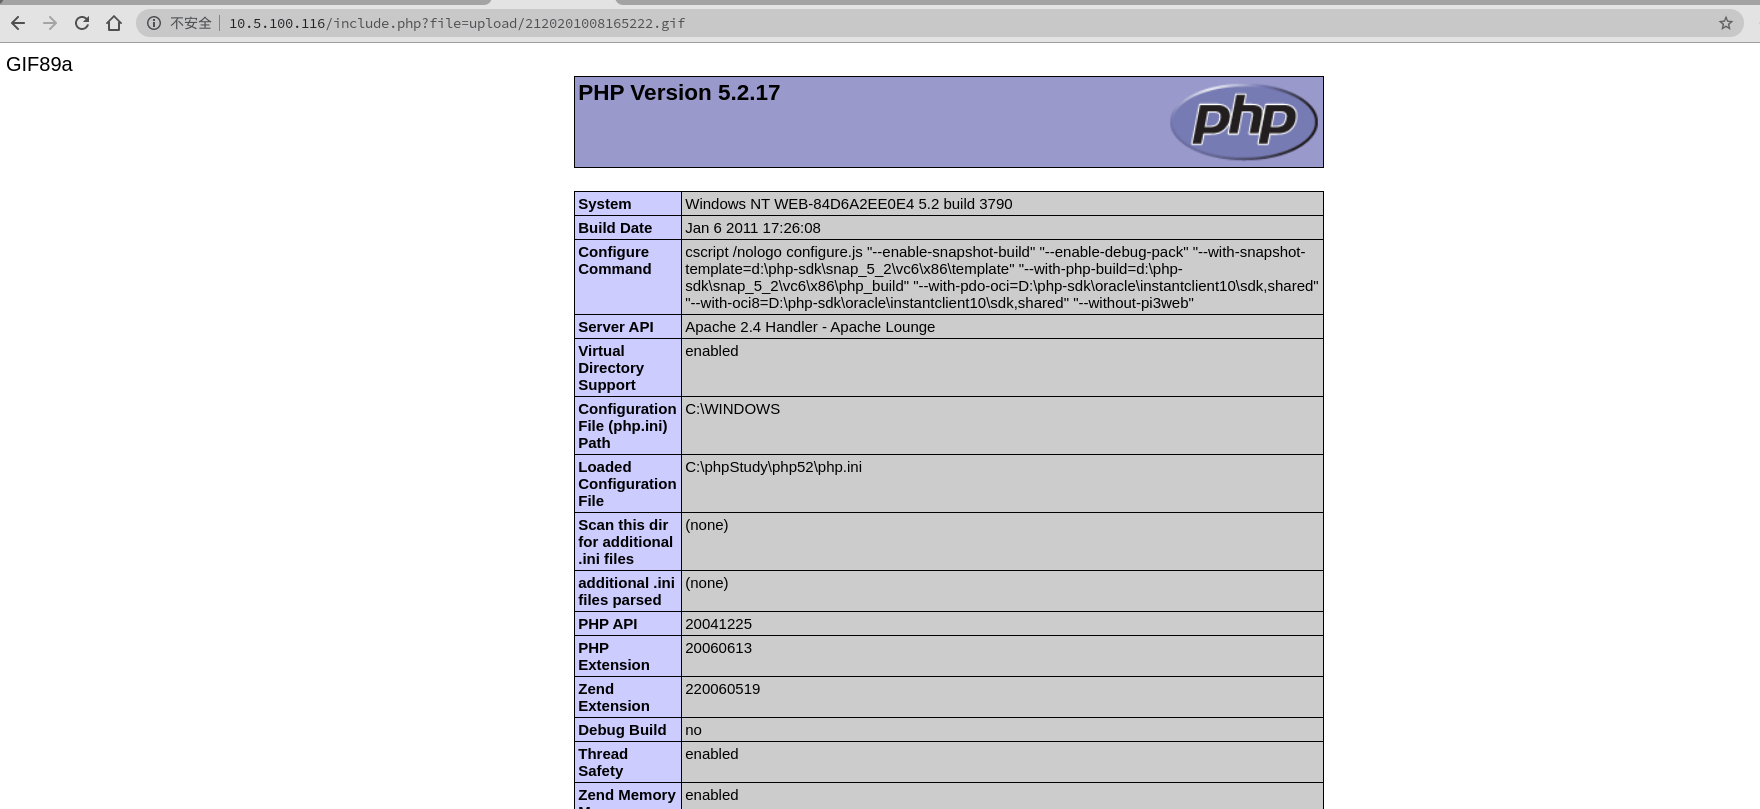 不安全 10.5.100.116/include.php?file=upload/2120201008165222.gif
GIF89a
PHP Version 5.2.17
php
System Windows NT WEB-84D6A2EE0E4 5.2 build 3790
Build Date Jan 6 2011 17:26:08
Configure Command
cscript /nologo configure.js "--enable-snapshot-build" "--enable-debug-pack" "--with-snapshot-
template=d:\php-sdk\snap_5_2\vc6\x86\template" "--with-php-build=d:\php-
sdk\snap_5_2\vc6\x86\php_build" "--with-pdo-oci=D:\php-sdk\oracle\instantclient10\sdk,shared"
"--with-oci8=D:\php-sdk\oracle\instantclient10\sdk,shared" "--without-pi3web"
Server API Apache 2.4 Handler - Apache Lounge
Virtual
Directory
Support
enabled
Configuration
File (php.ini)
Path
C:\WINDOWS
Loaded
Configuration
File
C:\phpStudy\php52\php.ini
Scan this dir
for additional
.ini files
(none)
additional .ini
files parsed
(none)
PHP API 20041225
PHP
Extension
20060613
Zend
Extension
220060519
Debug Build no
Thread
Safety
enabled
Zend Memory
enabled